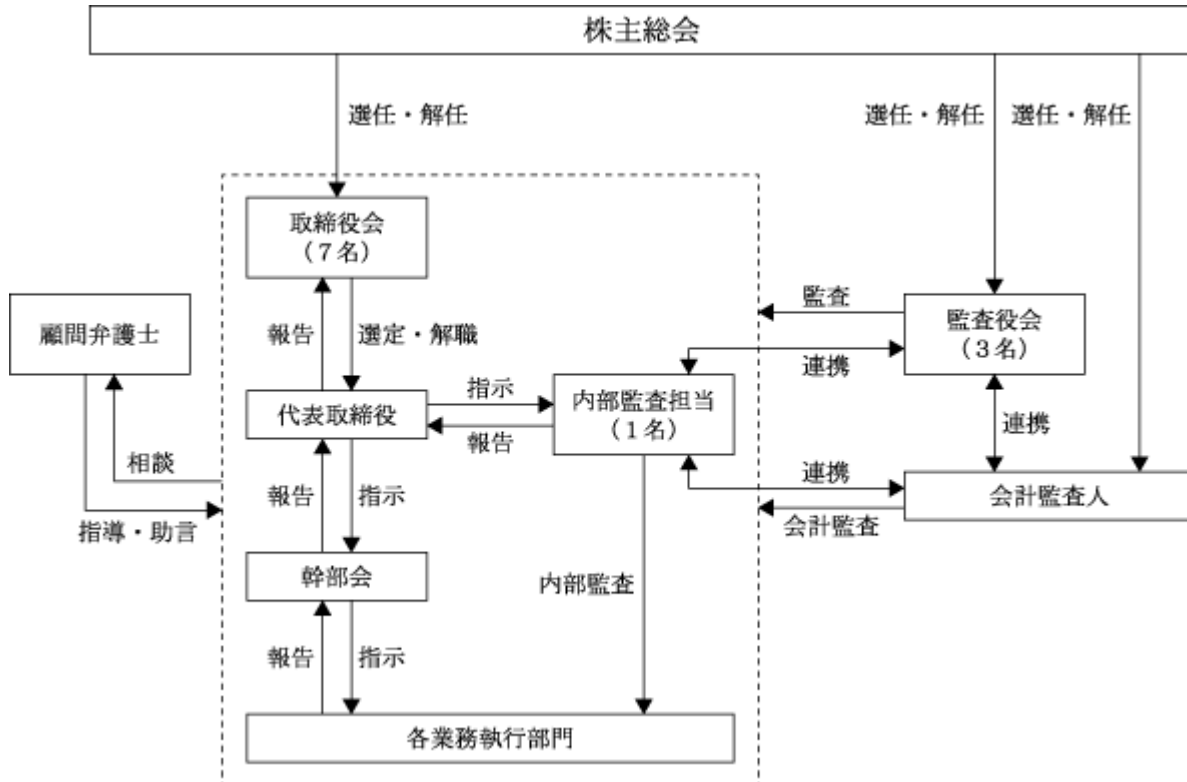 株主総会
選任・解任
選任・解任
選任・解任
取締役会
(7名)
監査
監査役会
(3名)
顧問弁護士
報告
選定・解職
連携
指示
代表取締役
内部監査担当
(1名)
報告
連携
相談
報告
指示
連携
会計監査人
指導・助言
会計監査
幹部会
内部監査
報告
指示
各業務執行部門